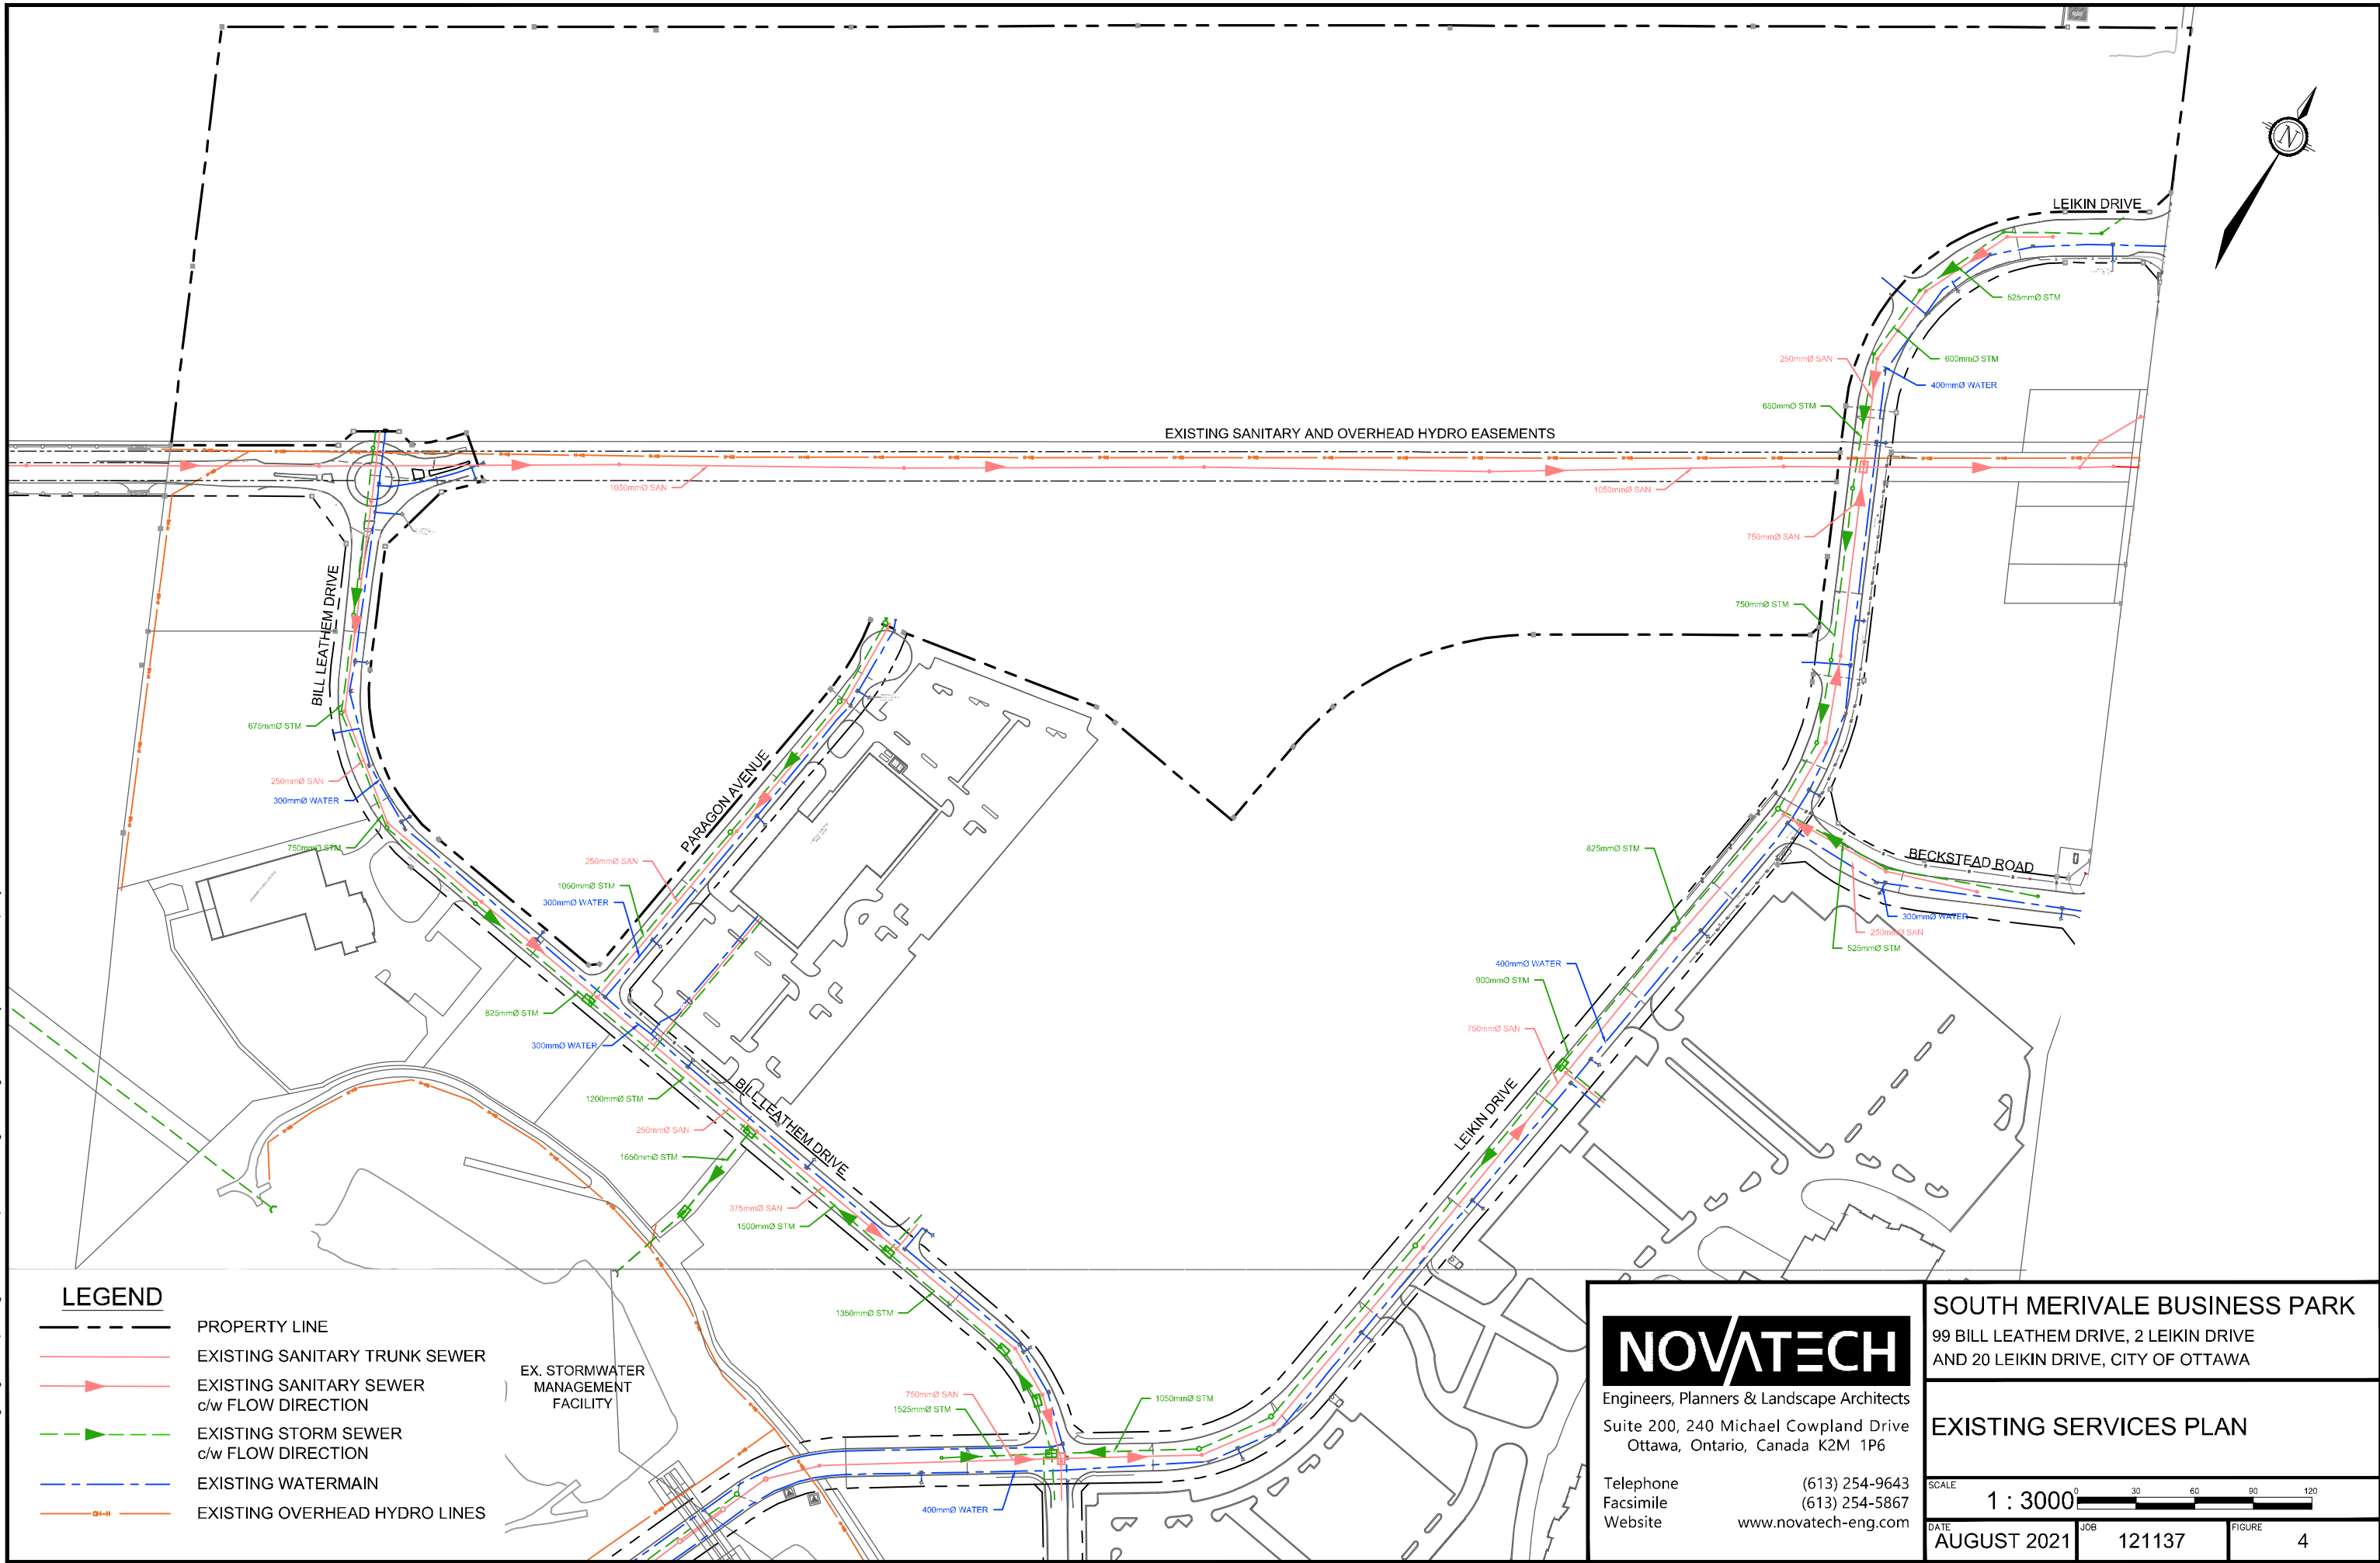 LEIKIN DRIVE
525mmØ STM
250mmØ SAN
600mmØ STM
400mmØ WATER
650mmØ STM
EXISTING SANITARY AND OVERHEAD HYDRO EASEMENTS
1050mmØ SAN
1050mmØ SAN
750mmØ SAN
BILL LEATHEM DRIVE
750mmØ STM
675mmØ STM
250mmØ SAN
300mmØ WATER
750mmØ STM
PARAGON AVENUE
250mmØ SAN
1050mmØ STM
300mmØ WATER
825mmØ STM
BECKSTEAD ROAD
300mmØ WATER
250mmØ SAN
525mmØ STM
400mmØ WATER
900mmØ STM
750mmØ SAN
825mmØ STM
300mmØ WATER
BILL LEATHEM DRIVE
LEIKIN DRIVE
1200mmØ STM
250mmØ SAN
1650mmØ STM
375mmØ SAN
1500mmØ STM
1350mmØ STM
750mmØ SAN
1525mmØ STM
1050mmØ STM
400mmØ WATER
EX. STORMWATER
MANAGEMENT
FACILITY
N
LEGEND
PROPERTY LINE
EXISTING SANITARY TRUNK SEWER
EXISTING SANITARY SEWER
c/w FLOW DIRECTION
EXISTING STORM SEWER
c/w FLOW DIRECTION
EXISTING WATERMAIN
OH-H
EXISTING OVERHEAD HYDRO LINES
NOVATECH
Engineers, Planners & Landscape Architects
Suite 200, 240 Michael Cowpland Drive
Ottawa, Ontario, Canada K2M 1P6
Telephone (613) 254-9643
Facsimile (613) 254-5867
Website www.novatech-eng.com
SOUTH MERIVALE BUSINESS PARK
99 BILL LEATHEM DRIVE, 2 LEIKIN DRIVE
AND 20 LEIKIN DRIVE, CITY OF OTTAWA
EXISTING SERVICES PLAN
SCALE
1 : 3000
0 30 60 90 120
DATE
AUGUST 2021
JOB
121137
FIGURE
4